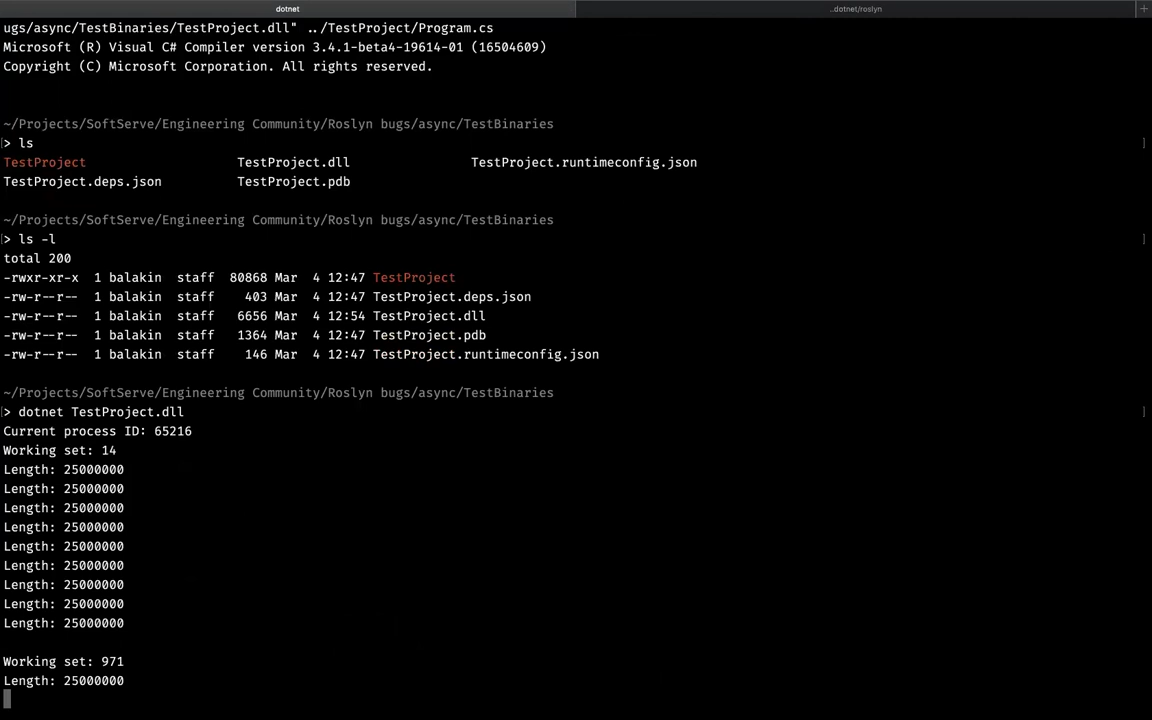 dotnet
...dotnet/roslyn
+
ugs/async/TestBinaries/TestProject.dll" ../TestProject/Program.cs
Microsoft (R) Visual C# Compiler version 3.4.1-beta4-19614-01 (16504609)
Copyright (C) Microsoft Corporation. All rights reserved.
~/Projects/SoftServe/Engineering Community/Roslyn bugs/async/TestBinaries
[> ls ]
TestProject TestProject.dll TestProject.runtimeconfig.json
TestProject.deps.json TestProject.pdb
~/Projects/SoftServe/Engineering Community/Roslyn bugs/async/TestBinaries
[> ls -l ]
total 200
-rwxr-xr-x 1 balakin staff 80868 Mar 4 12:47 TestProject
-rw-r--r-- 1 balakin staff 403 Mar 4 12:47 TestProject.deps.json
-rw-r--r-- 1 balakin staff 6656 Mar 4 12:54 TestProject.dll
-rw-r--r-- 1 balakin staff 1364 Mar 4 12:47 TestProject.pdb
-rw-r--r-- 1 balakin staff 146 Mar 4 12:47 TestProject.runtimeconfig.json
~/Projects/SoftServe/Engineering Community/Roslyn bugs/async/TestBinaries
[> dotnet TestProject.dll ]
Current process ID: 65216
Working set: 14
Length: 25000000
Length: 25000000
Length: 25000000
Length: 25000000
Length: 25000000
Length: 25000000
Length: 25000000
Length: 25000000
Length: 25000000
Working set: 971
Length: 25000000